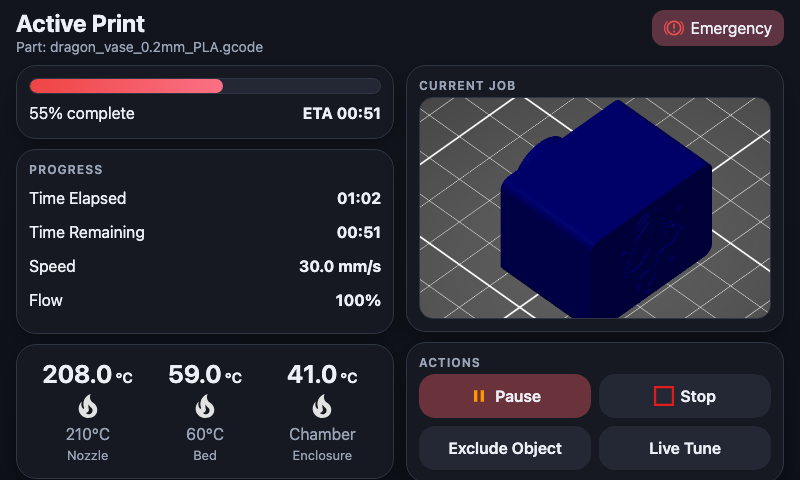 Active Print
Part: dragon_vase_0.2mm_PLA.gcode
Emergency
55% complete
ETA 00:51
PROGRESS
Time Elapsed
01:02
Time Remaining
00:51
Speed
30.0 mm/s
Flow
100%
208.0 °C
59.0 °C
41.0 °C
210°C
60°C
Chamber
Nozzle
Bed
Enclosure
CURRENT JOB
ACTIONS
Pause
Stop
Exclude Object
Live Tune